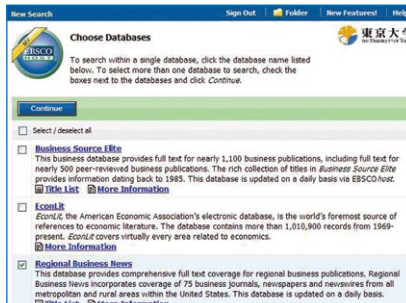 New Search Sign Out Folder New Features! Help
MY
EBSCO
HOST
Choose Databases
東京大
To search within a single database, click the database name listed
below. To select more than one database to search, check the
boxes next to the databases and click Continue.
Continue
Select / deselect all
Business Source Elite
This business database provides full text for nearly 1,100 business publications, including full text for
nearly 500 peer-reviewed business publications. The rich collection of titles in Business Source Elite
provides information dating back to 1985. This database is updated on a daily basis via EBSCOhost.
Title List More Information
EconLit
EconLit, the American Economic Association's electronic database, is the world's foremost source of
references to economic literature. The database contains more than 1,010,900 records from 1969-
present. EconLit covers virtually every area related to economics.
More Information
Regional Business News
This database provides comprehensive full text coverage for regional business publications. Regional
Business News incorporates coverage of 75 business journals, newspapers and newswires from all
metropolitan and rural areas within the United States. This database is updated on a daily basis.
Title List More Information